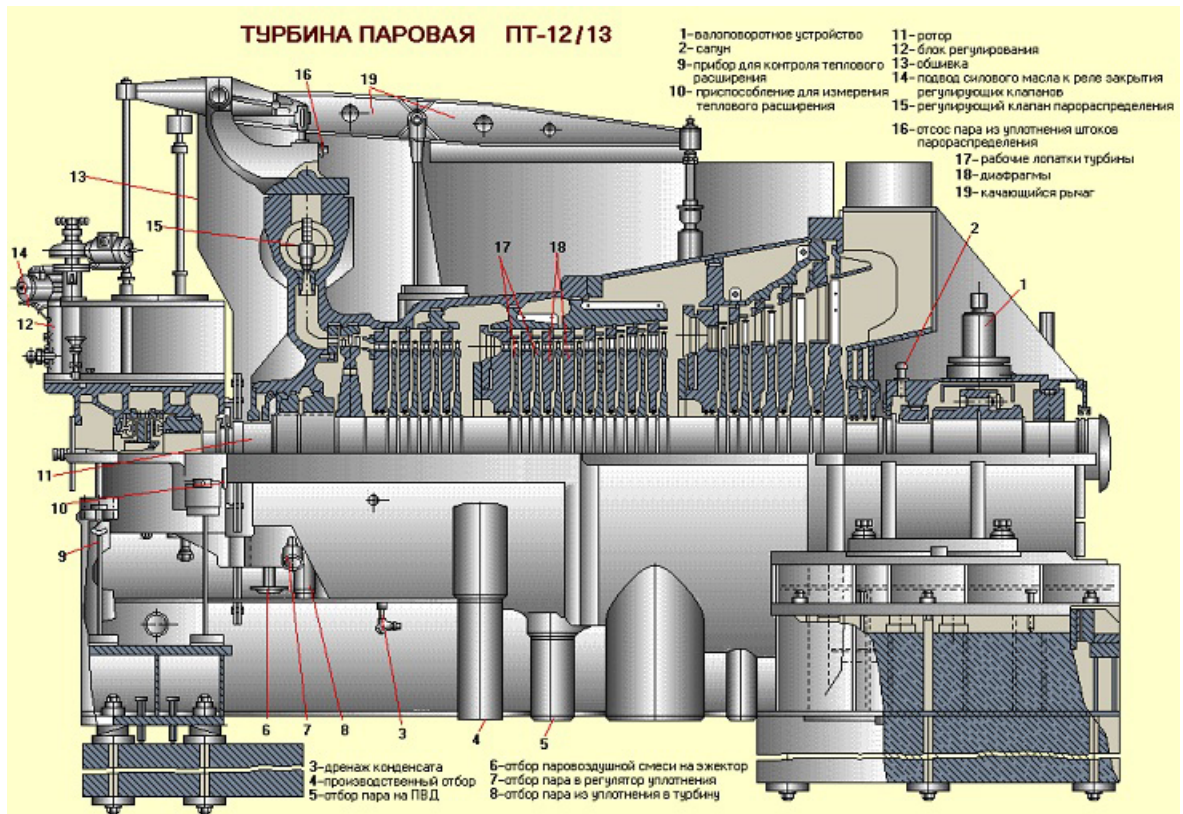 ТУРБИНА ПАРОВАЯ ПТ-12/13
1-валоповоротное устройство
2-сапун
9-прибор для контроля теплового
расширения
10-приспособление для измерения
теплового расширения
11-ротор
12-блок регулирования
13-обшивка
14-подвод силового масла к реле закрытия
регулирующих клапанов
15-регулирующий клапан парораспределения
16-отсос пара из уплотнения штоков
парораспределения
17-рабочие лопатки турбины
18-диафрагмы
19-качающийся рычаг
16
19
13
15
17
18
2
14
1
12
11
10
9
6
7
8
3
4
5
3-дренаж конденсата
4-производственный отбор
5-отбор пара на ПВД
6-отбор паровоздушной смеси на эжектор
7-отбор пара в регулятор уплотнения
8-отбор пара из уплотнения в турбину